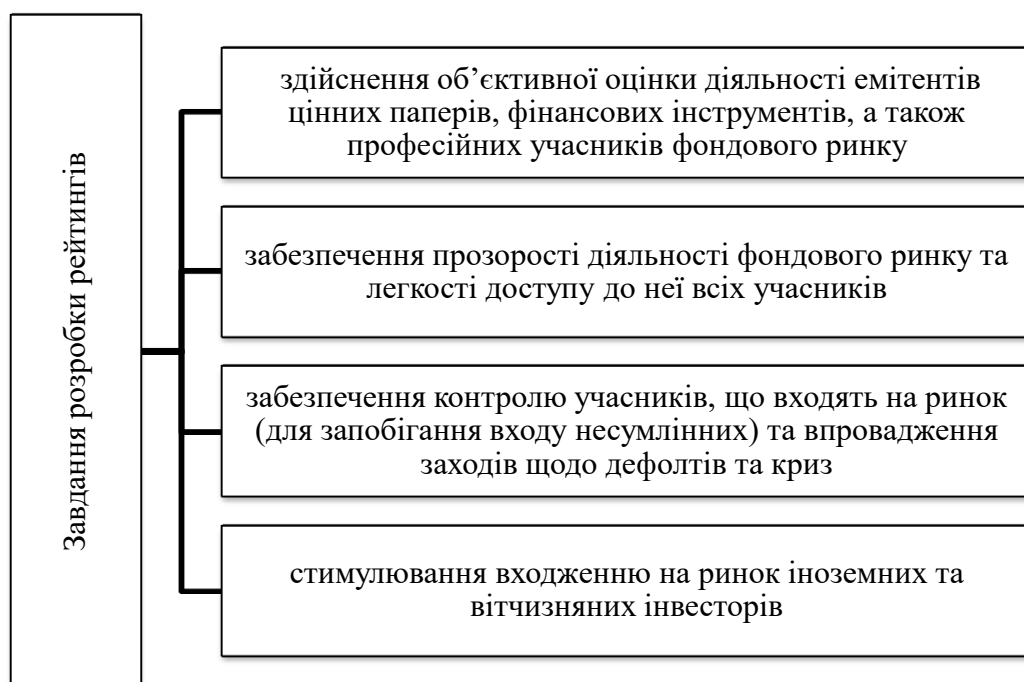 Завдання розробки рейтингів
здійснення об’єктивної оцінки діяльності емітентів
цінних паперів, фінансових інструментів, а також
професійних учасників фондового ринку
забезпечення прозорості діяльності фондового ринку та
легкості доступу до неї всіх учасників
забезпечення контролю учасників, що входять на ринок
(для запобігання входу несумлінних) та впровадження
заходів щодо дефолтів та криз
стимулювання входженню на ринок іноземних та
вітчизняних інвесторів